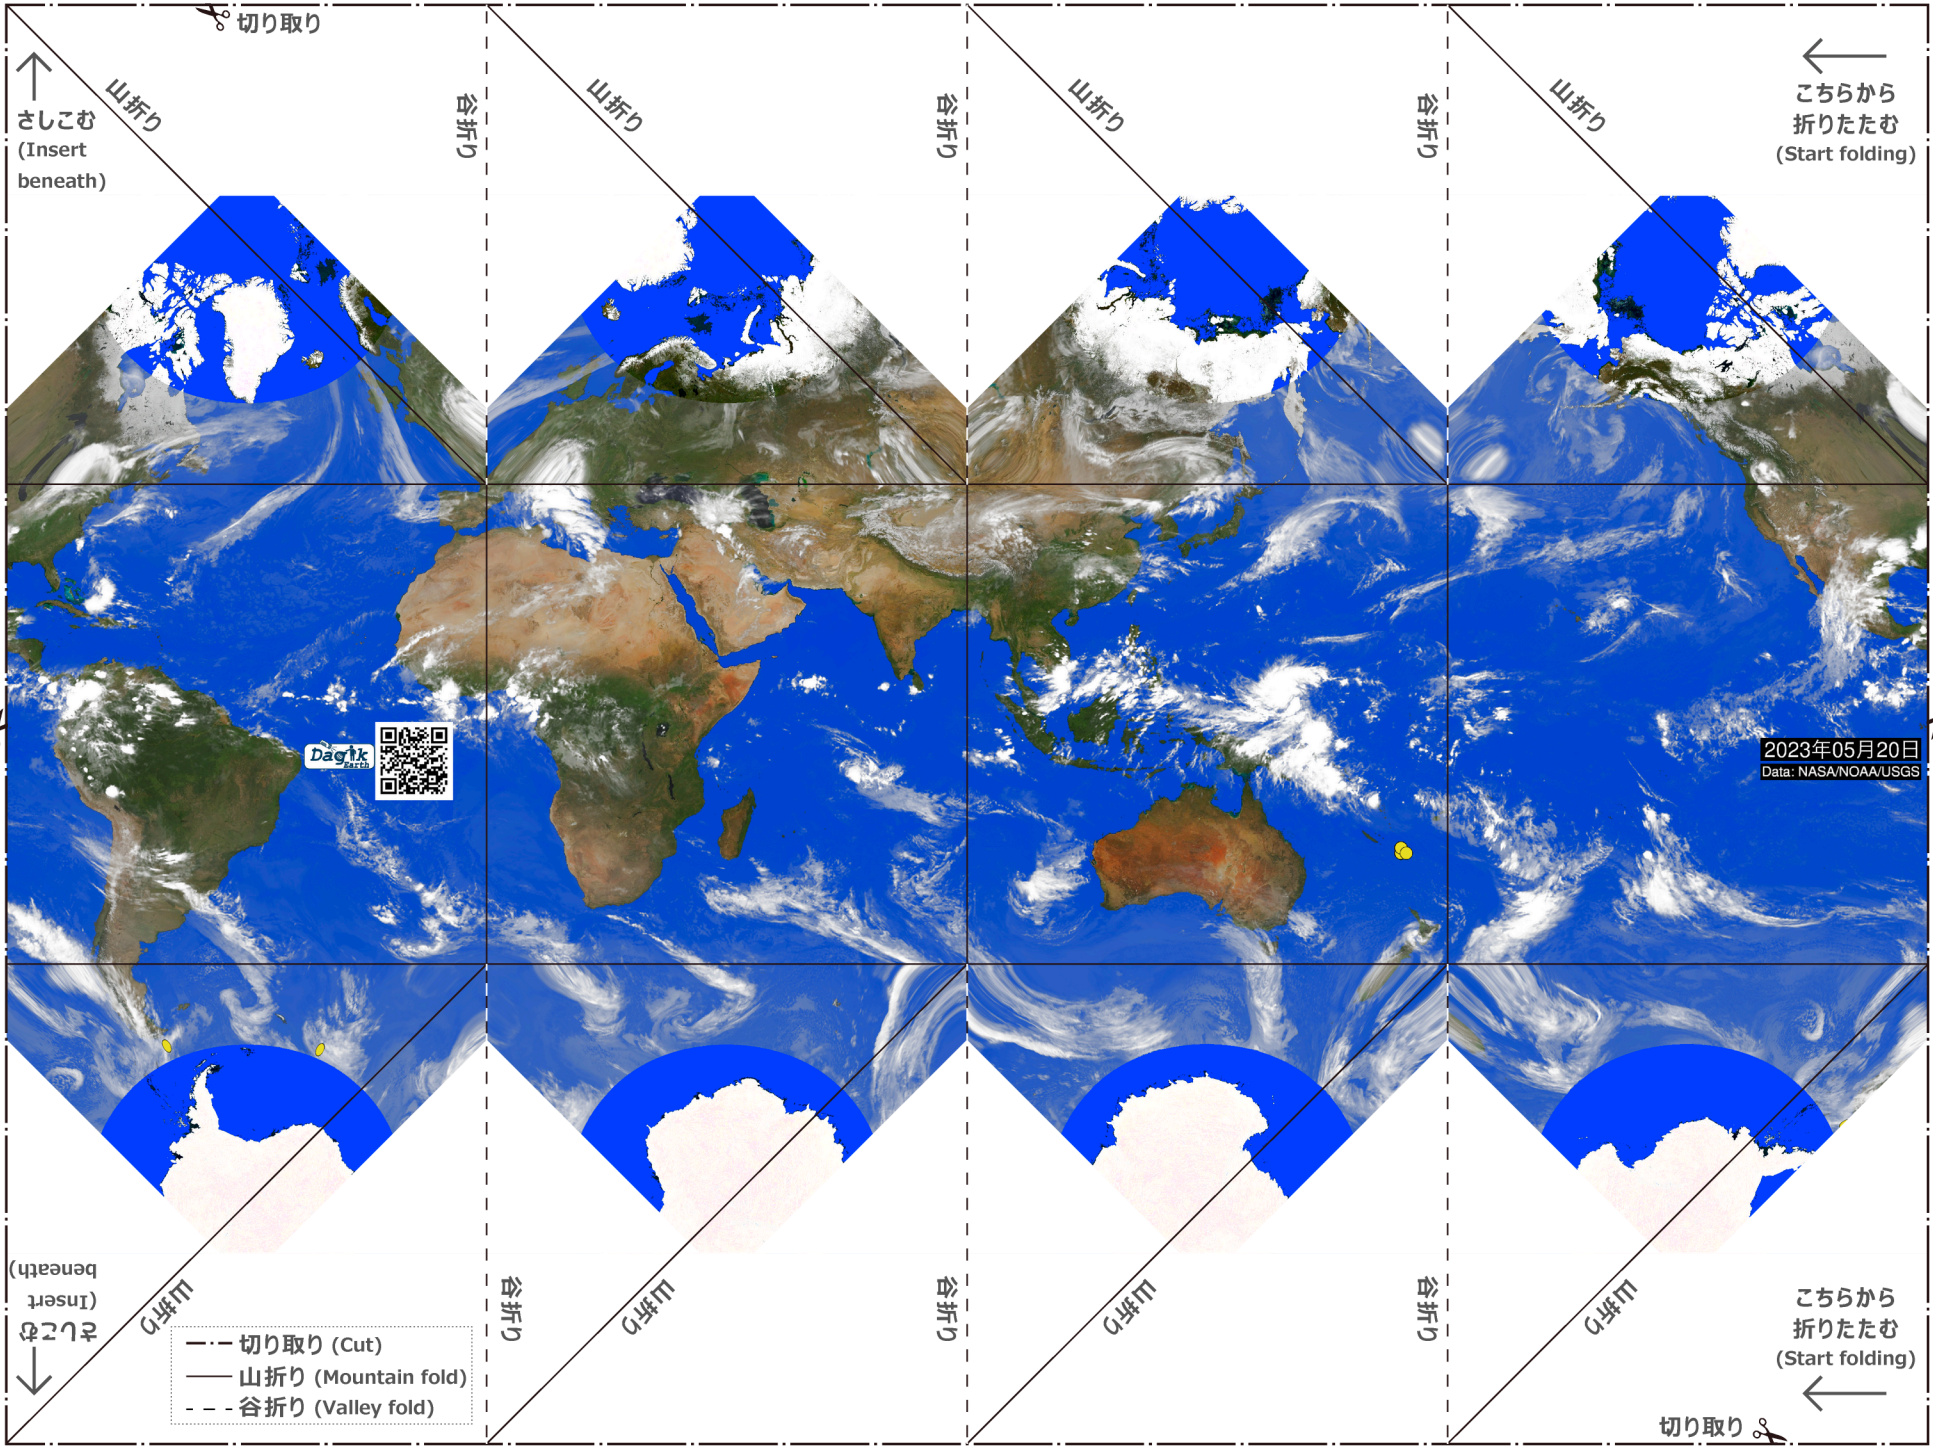 切り取り
山折り
谷折り
山折り
谷折り
山折り
谷折り
山折り
さしこむ
(Insert
beneath)
こちらから
折りたたむ
(Start folding)
Dagik
Earth
2023年05月20日
Data: NASA/NOAA/USGS
さしこむ
(Insert
beneath)
山折り
谷折り
山折り
谷折り
山折り
谷折り
山折り
こちらから
折りたたむ
(Start folding)
切り取り (Cut)
山折り (Mountain fold)
谷折り (Valley fold)
切り取り